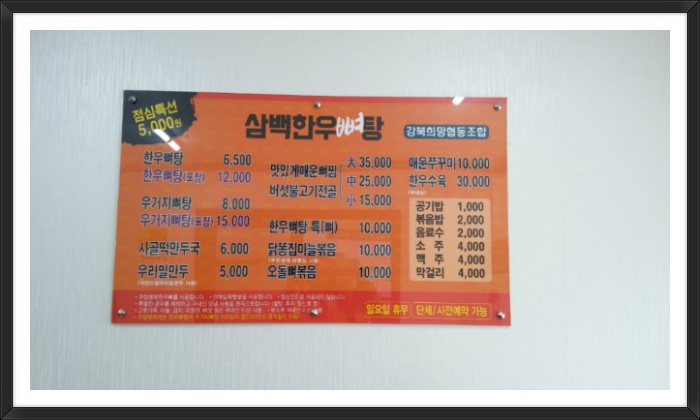 점심특선
5,000원
삼백한우뼈탕
강북희망협동조합
한우뼈탕 6.500
한우뼈탕(포장) 12,000
우거지뼈탕 8.000
우거지뼈탕(포장) 15.000
사골떡만두국 6.000
우리밀만두 5.000
맛있게매운뼈찜
버섯불고기전골
大 35,000
中 25,000
小 15,000
한우뼈탕 특(뼈) 10,000
닭똥집마늘볶음 10,000
오돌뼈볶음 10,000
매운쭈꾸미 10.000
한우수육 30.000
공기밥 1,000
볶음밥 2,000
음료수 2,000
소 주 4,000
맥 주 4,000
막걸리 4,000
일요일 휴무 단체/사전예약 가능